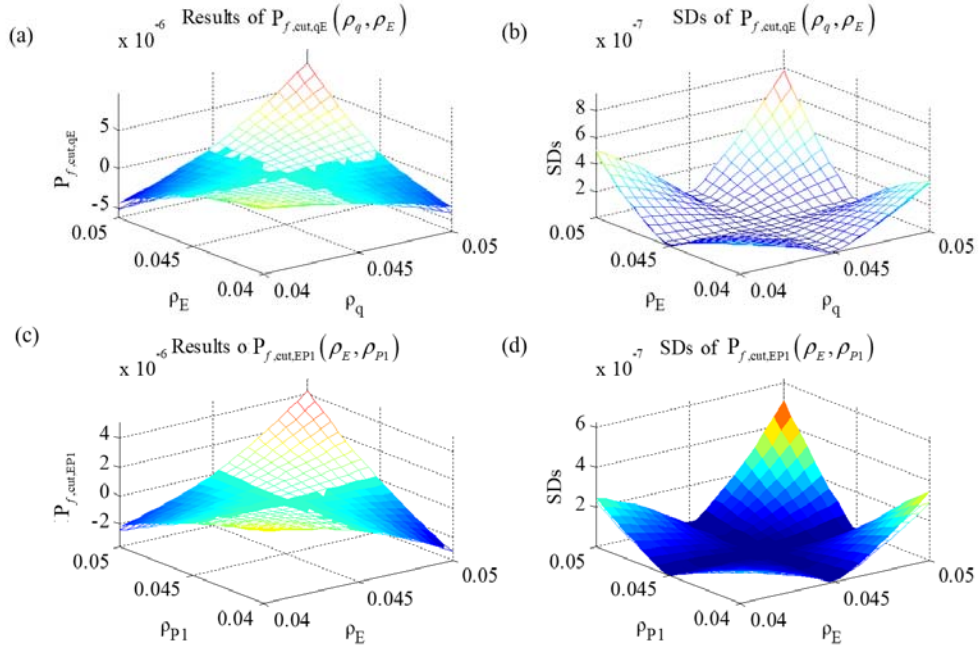 (a)
Results of P_f,cut,qE(ρ_q, ρ_E)
x 10^-6
P_f,cut,qE
5
0
-5
0.05
0.045
0.04
ρ_E
0.04
0.045
0.05
ρ_q
(b)
SDs of P_f,cut,qE(ρ_q, ρ_E)
x 10^-7
SDs
8
6
4
2
0.05
0.045
0.04
ρ_E
0.04
0.045
0.05
ρ_q
(c)
Results o P_f,cut,EP1(ρ_E, ρ_P1)
x 10^-6
P_f,cut,EP1
4
2
0
-2
0.05
0.045
0.04
ρ_P1
0.04
0.045
0.05
ρ_E
(d)
SDs of P_f,cut,EP1(ρ_E, ρ_P1)
x 10^-7
SDs
6
4
2
0.05
0.045
0.04
ρ_P1
0.04
0.045
0.05
ρ_E